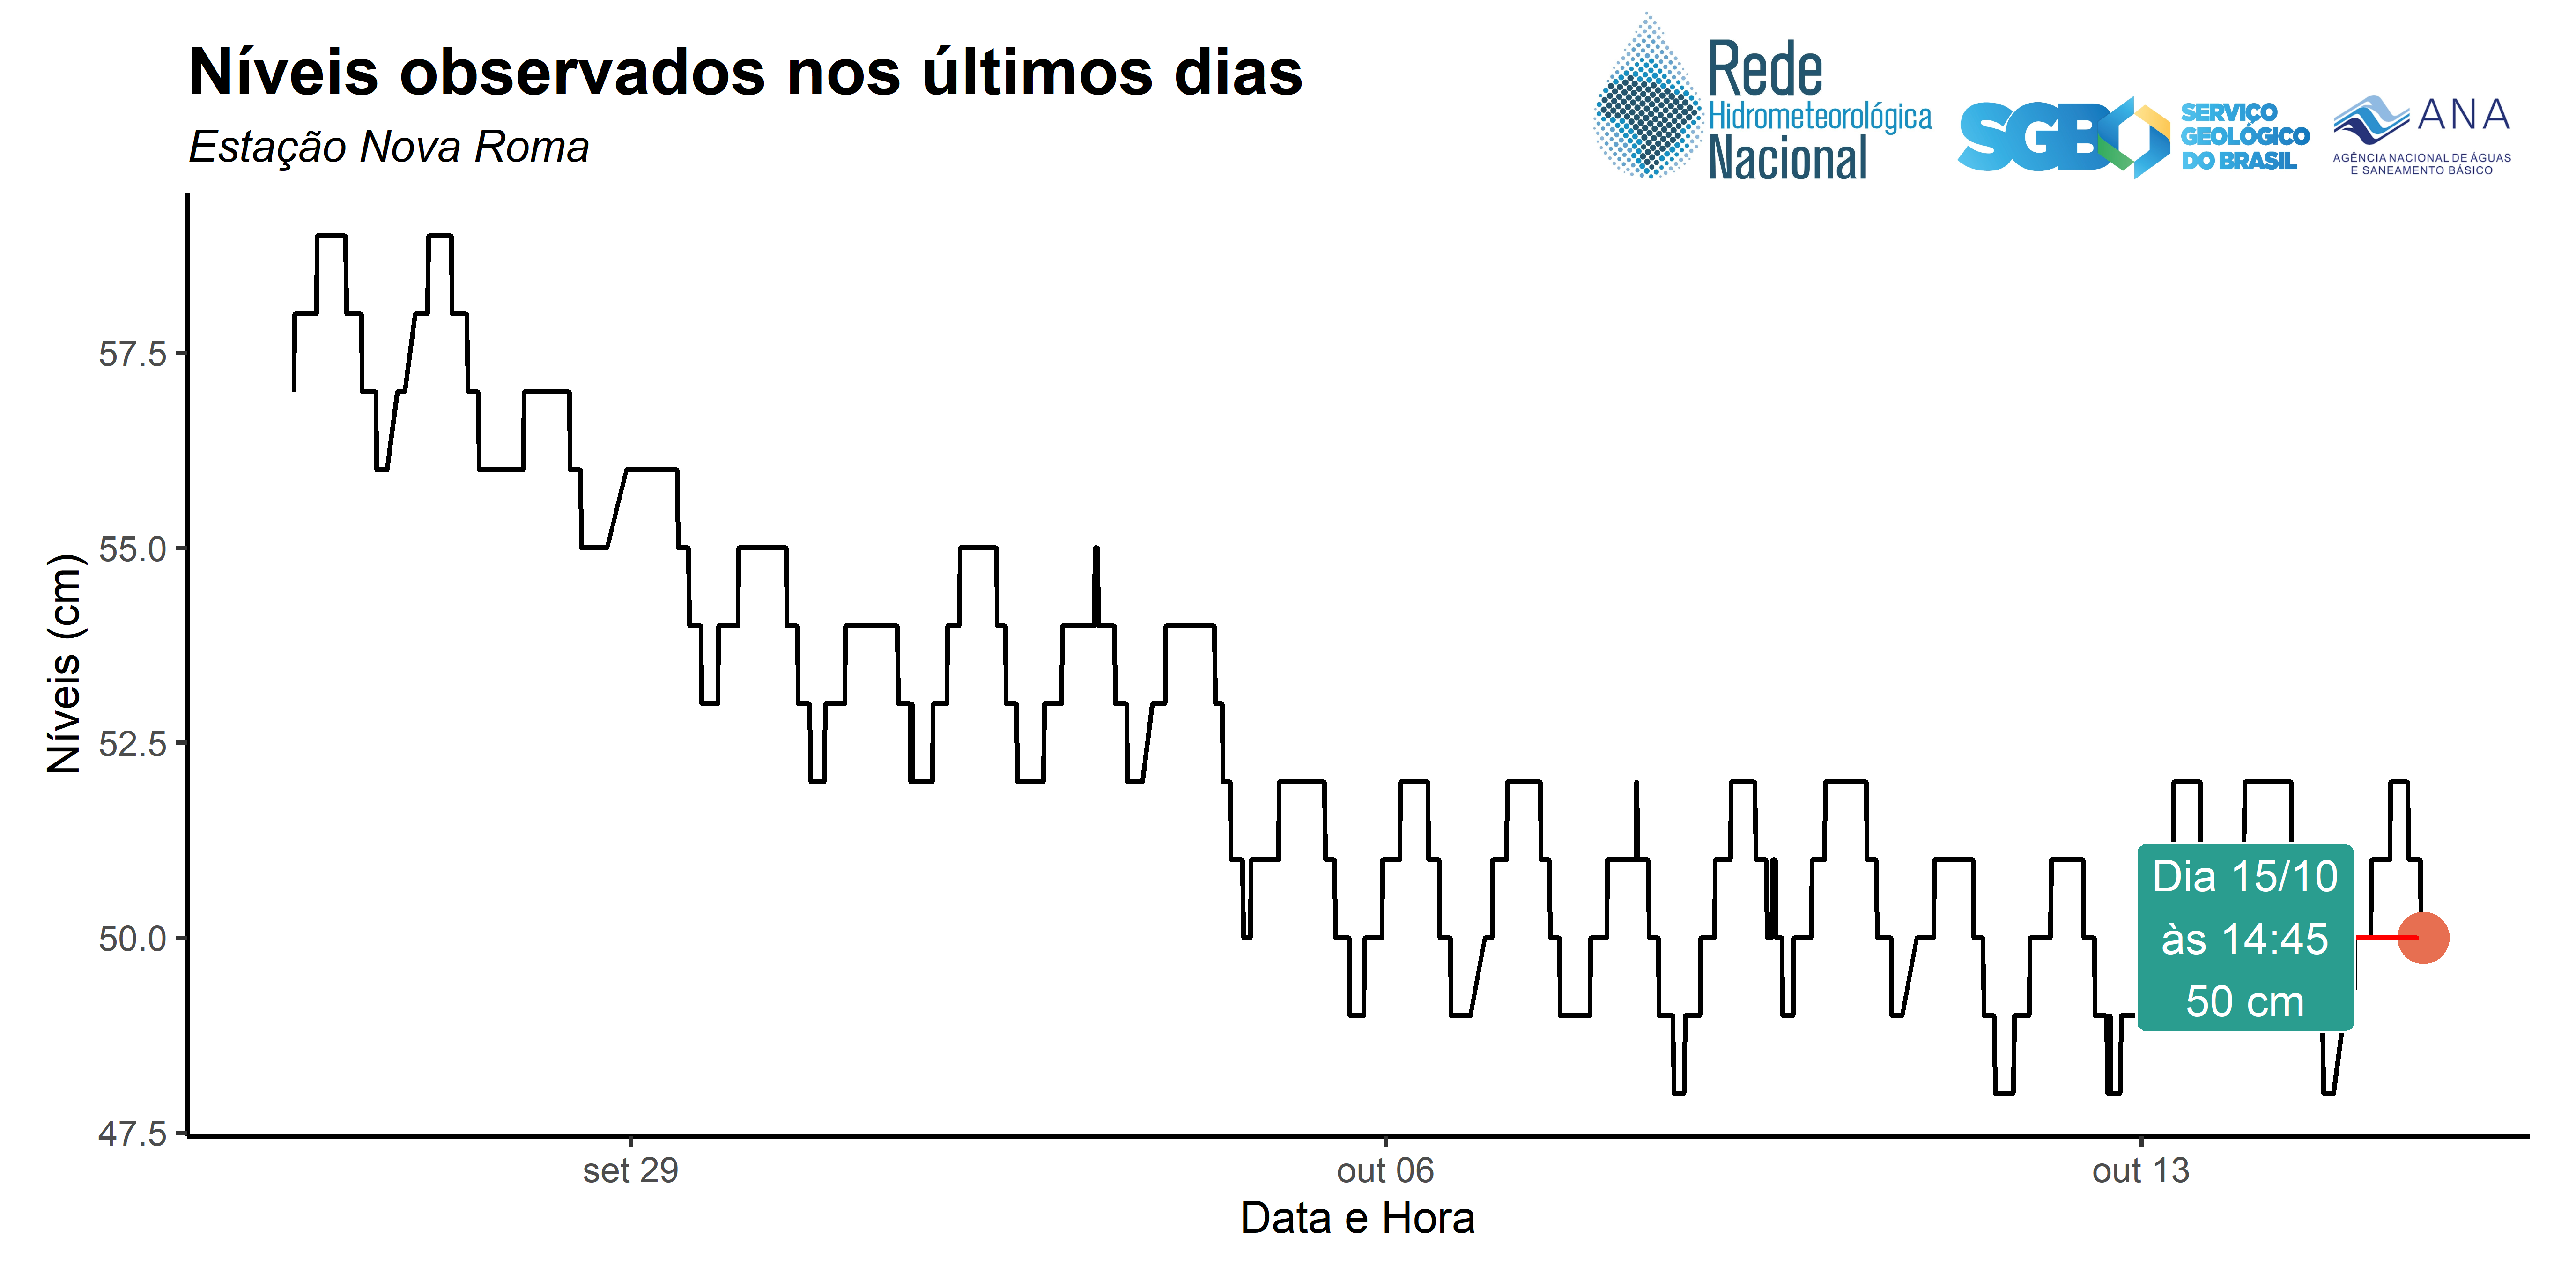 Níveis observados nos últimos dias
Estação Nova Roma
Rede
Hidrometeorológica
Nacional
SGB
SERVIÇO
GEOLÓGICO
DO BRASIL
ANA
AGÊNCIA NACIONAL DE ÁGUAS
E SANEAMENTO BÁSICO
Níveis (cm)
57.5
55.0
52.5
50.0
47.5
Dia 15/10
às 14:45
50 cm
set 29
out 06
out 13
Data e Hora